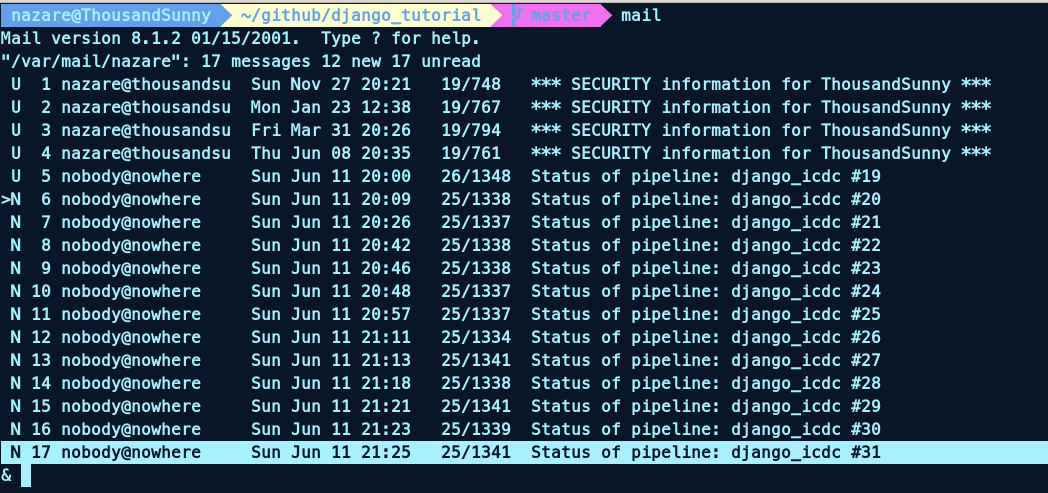 nazare@ThousandSunny ~/github/django_tutorial master mail
Mail version 8.1.2 01/15/2001.  Type ? for help.
"/var/mail/nazare": 17 messages 12 new 17 unread
 U   1 nazare@thousandsu  Sun Nov 27 20:21   19/748   *** SECURITY information for ThousandSunny ***
 U   2 nazare@thousandsu  Mon Jan 23 12:38   19/767   *** SECURITY information for ThousandSunny ***
 U   3 nazare@thousandsu  Fri Mar 31 20:26   19/794   *** SECURITY information for ThousandSunny ***
 U   4 nazare@thousandsu  Thu Jun 08 20:35   19/761   *** SECURITY information for ThousandSunny ***
 U   5 nobody@nowhere     Sun Jun 11 20:00   26/1348  Status of pipeline: django_icdc #19
>N   6 nobody@nowhere     Sun Jun 11 20:09   25/1338  Status of pipeline: django_icdc #20
 N   7 nobody@nowhere     Sun Jun 11 20:26   25/1337  Status of pipeline: django_icdc #21
 N   8 nobody@nowhere     Sun Jun 11 20:42   25/1338  Status of pipeline: django_icdc #22
 N   9 nobody@nowhere     Sun Jun 11 20:46   25/1338  Status of pipeline: django_icdc #23
 N  10 nobody@nowhere     Sun Jun 11 20:48   25/1337  Status of pipeline: django_icdc #24
 N  11 nobody@nowhere     Sun Jun 11 20:57   25/1337  Status of pipeline: django_icdc #25
 N  12 nobody@nowhere     Sun Jun 11 21:11   25/1334  Status of pipeline: django_icdc #26
 N  13 nobody@nowhere     Sun Jun 11 21:13   25/1341  Status of pipeline: django_icdc #27
 N  14 nobody@nowhere     Sun Jun 11 21:18   25/1338  Status of pipeline: django_icdc #28
 N  15 nobody@nowhere     Sun Jun 11 21:21   25/1341  Status of pipeline: django_icdc #29
 N  16 nobody@nowhere     Sun Jun 11 21:23   25/1339  Status of pipeline: django_icdc #30
 N  17 nobody@nowhere     Sun Jun 11 21:25   25/1341  Status of pipeline: django_icdc #31
&